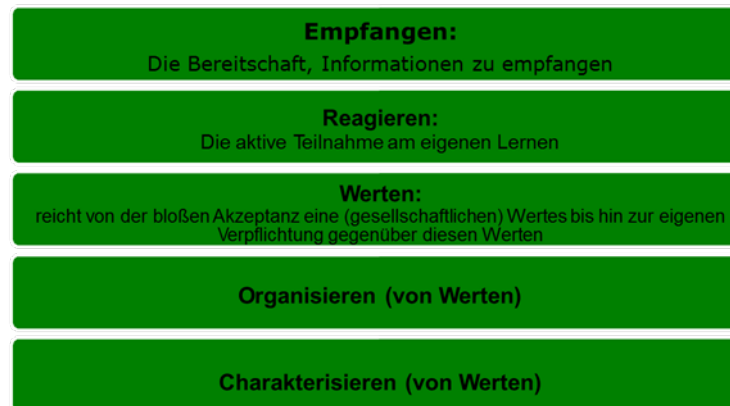 Empfangen:
Die Bereitschaft, Informationen zu empfangen
Reagieren:
Die aktive Teilnahme am eigenen Lernen
Werten:
reicht von der bloßen Akzeptanz eine (gesellschaftlichen) Wertes bis hin zur eigenen
Verpflichtung gegenüber diesen Werten
Organisieren (von Werten)
Charakterisieren (von Werten)